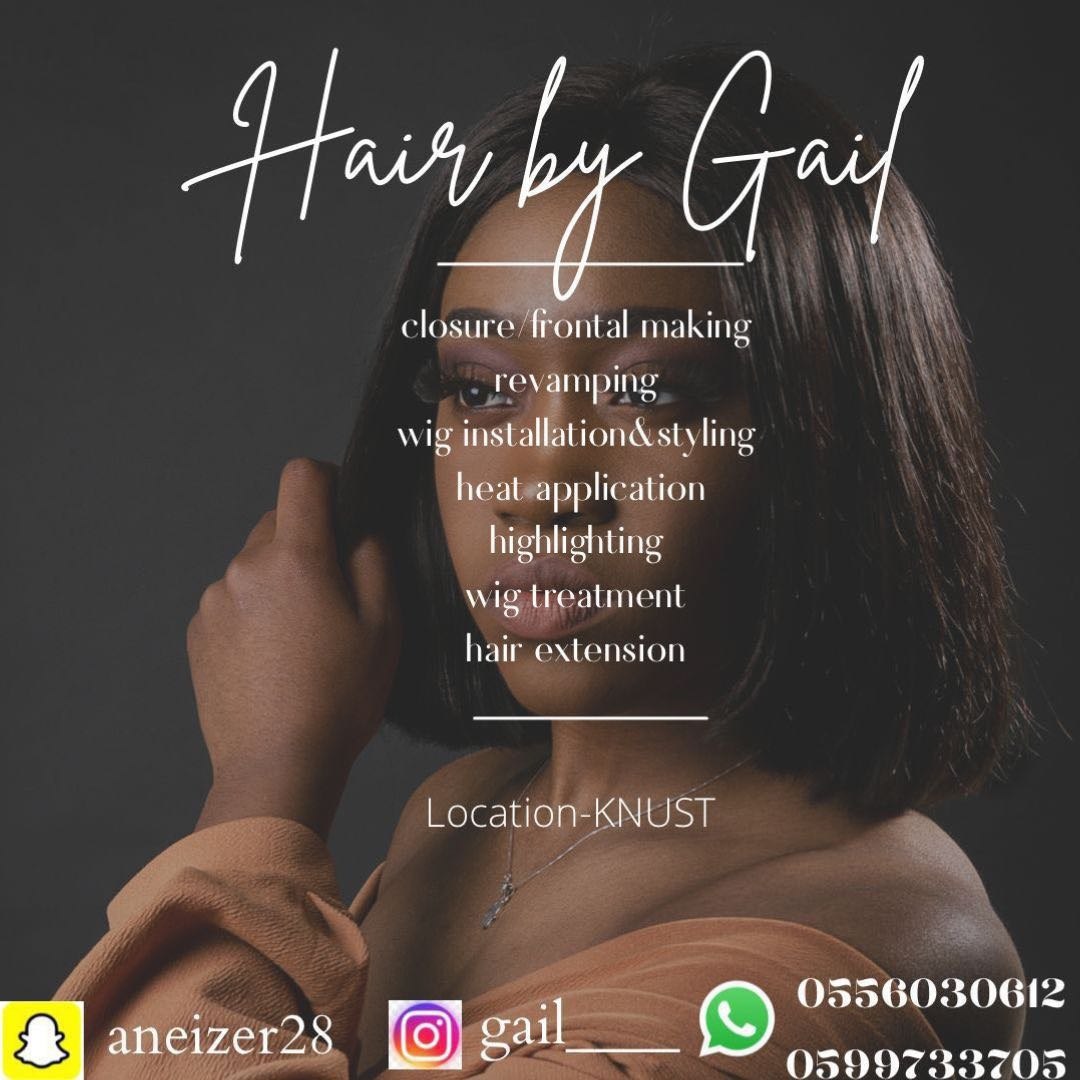 Hair by Gail
closure/frontal making
revamping
wig installation&styling
heat application
highlighting
wig treatment
hair extension
Location-KNUST
aneizer28 gail____ 0556030612
0599733705